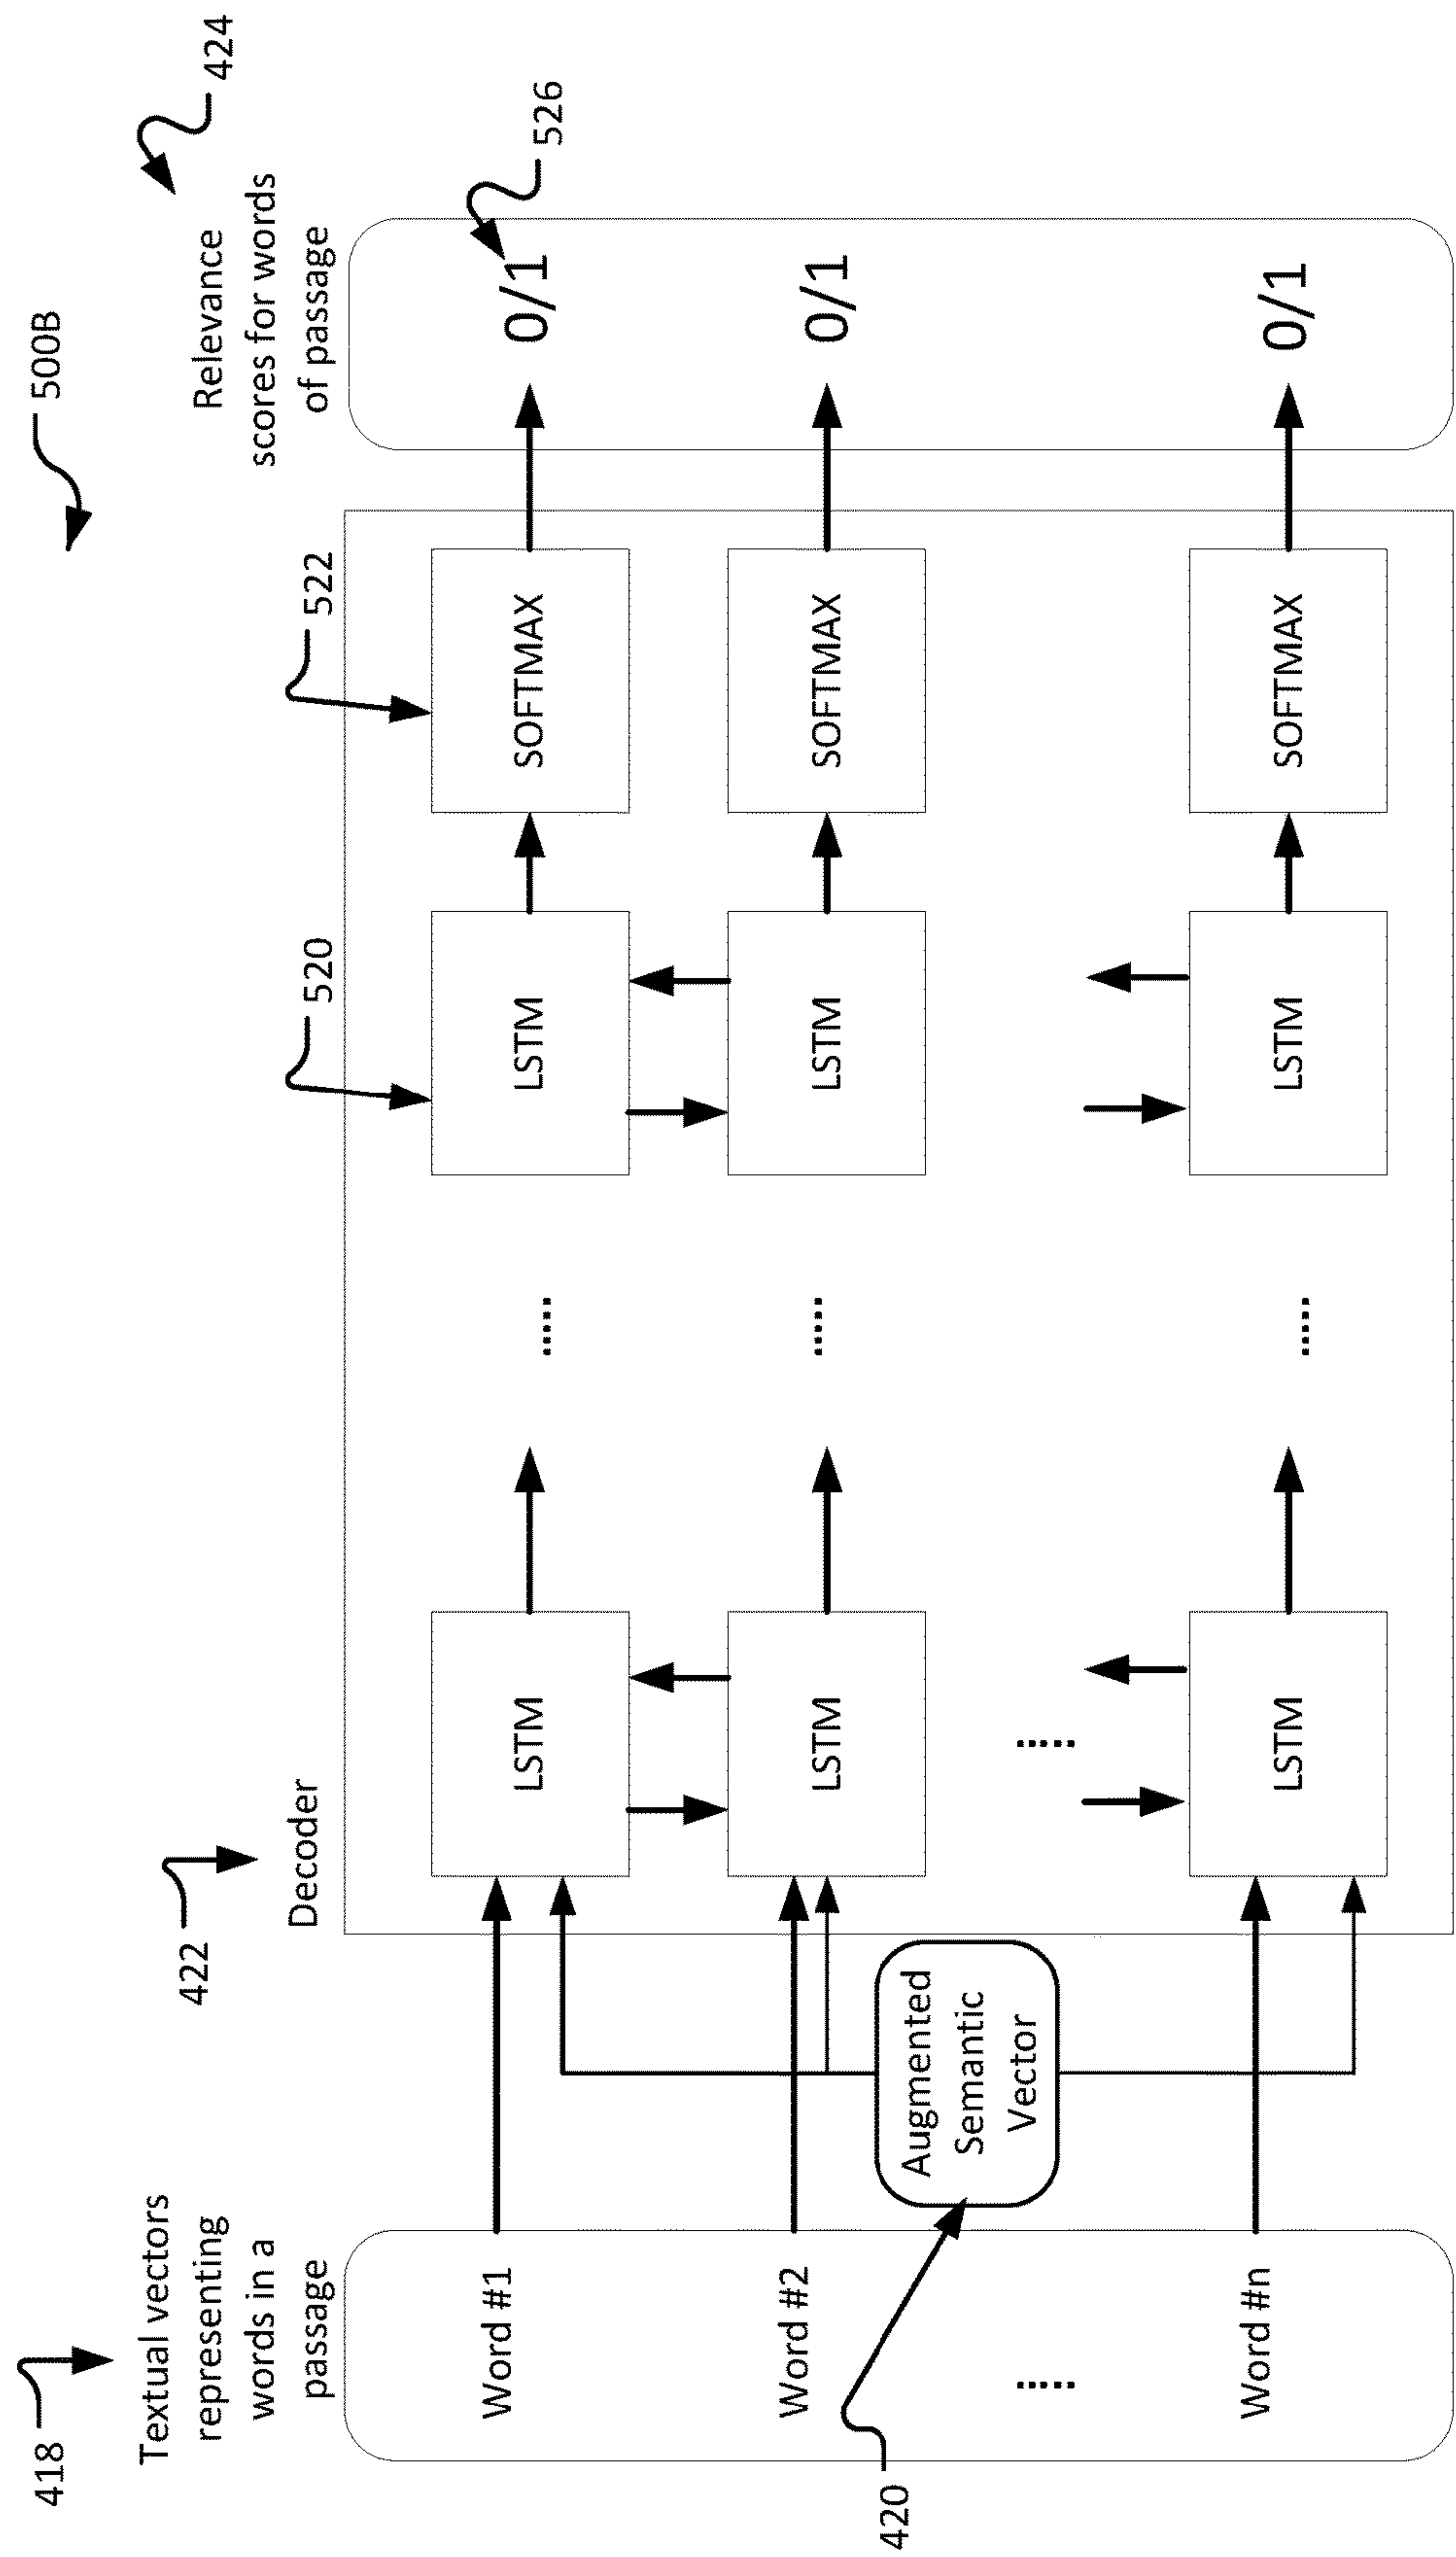 500B
418
Textual vectors
representing
words in a
passage
422
Decoder
520
522
Relevance
scores for words
of passage
424
Word #1
LSTM
.....
LSTM
SOFTMAX
0/1
526
Word #2
LSTM
.....
LSTM
SOFTMAX
0/1
420
Augmented
Semantic
Vector
.....
.....
Word #n
LSTM
.....
LSTM
SOFTMAX
0/1